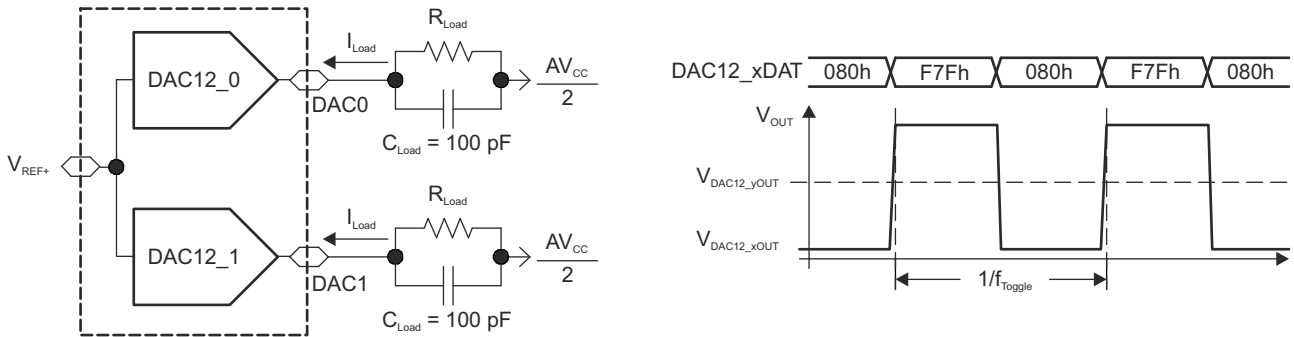 R_Load
I_Load
AV_CC
2
DAC12_0
DAC0
C_Load = 100 pF
V_REF+
R_Load
I_Load
AV_CC
2
DAC12_1
DAC1
C_Load = 100 pF
DAC12_xDAT 080h F7Fh 080h F7Fh 080h
V_OUT
V_DAC12_yOUT
V_DAC12_xOUT
1/f_Toggle